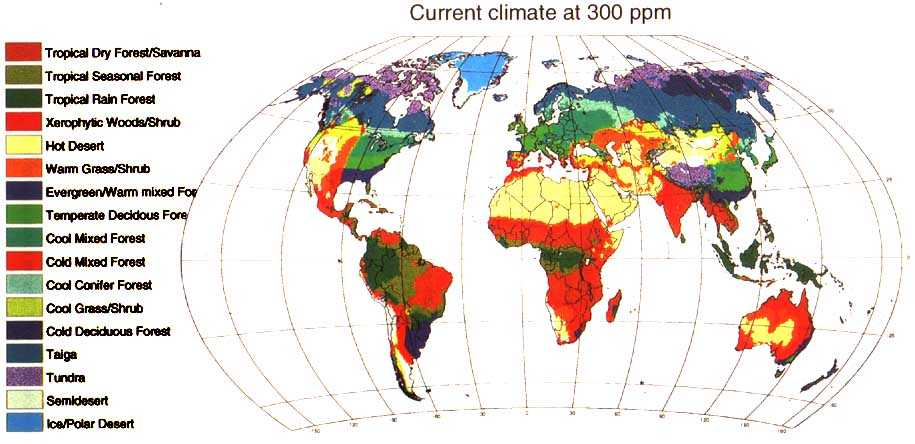 Current climate at 300 ppm
Tropical Dry Forest/Savanna
Tropical Seasonal Forest
Tropical Rain Forest
Xerophytic Woods/Shrub
Hot Desert
Warm Grass/Shrub
Evergreen/Warm mixed For
Temperate Decidous Fore
Cool Mixed Forest
Cold Mixed Forest
Cool Conifer Forest
Cool Grass/Shrub
Cold Deciduous Forest
Taiga
Tundra
Semidesert
Ice/Polar Desert